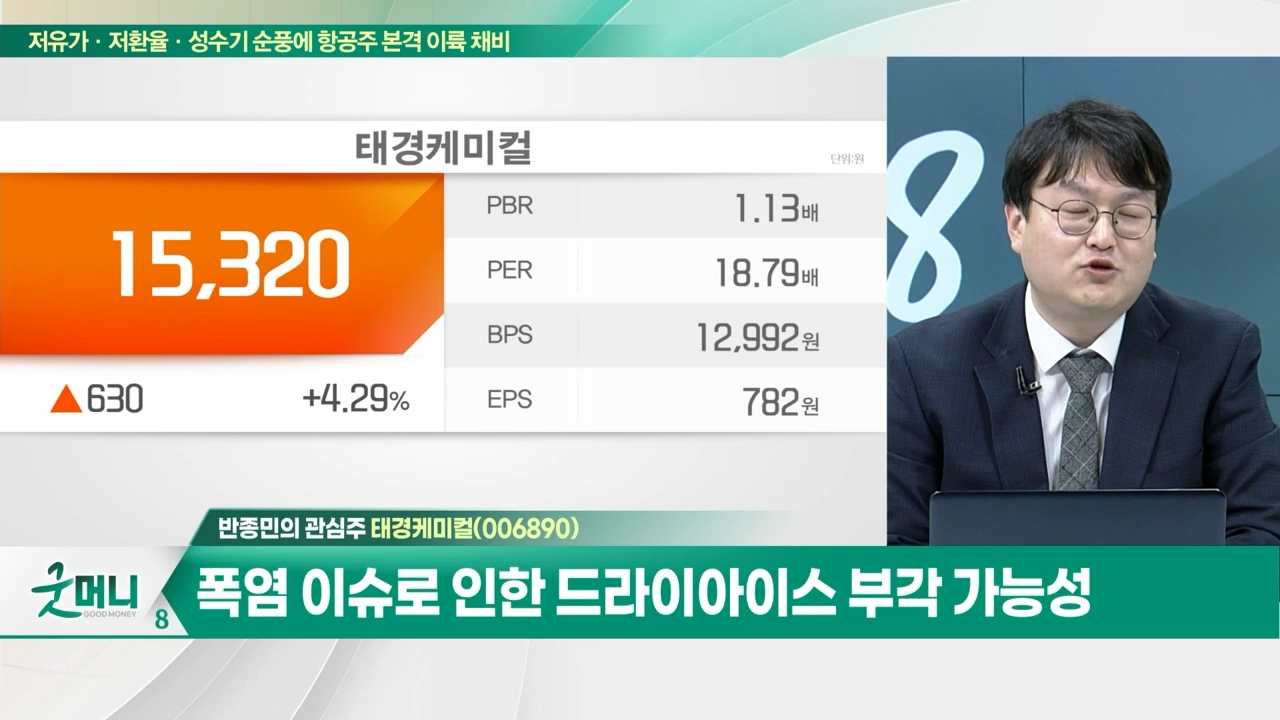 저유가 · 저환율 · 성수기 순풍에 항공주 본격 이륙 채비
태경케미컬
단위:원
15,320
▲630 +4.29%
PBR 1.13배
PER 18.79배
BPS 12,992원
EPS 782원
8
반종민의 관심주 태경케미컬(006890)
굿머니
GOOD MONEY
8
폭염 이슈로 인한 드라이아이스 부각 가능성